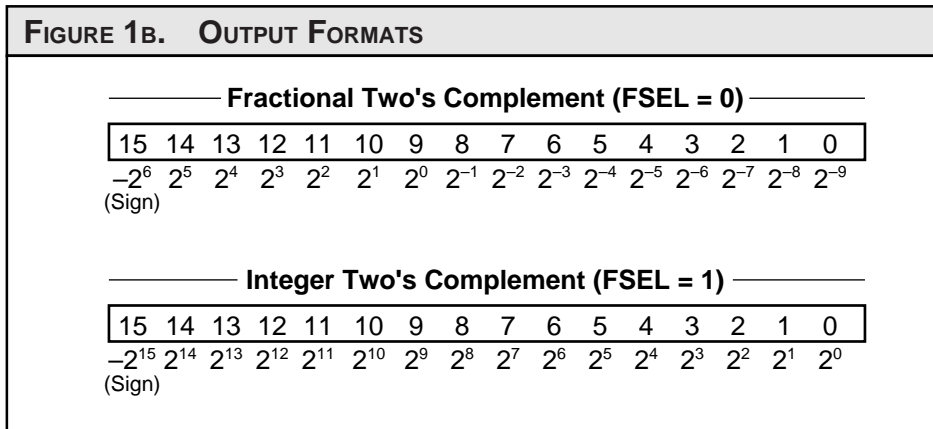 FIGURE 1B. OUTPUT FORMATS
Fractional Two's Complement (FSEL = 0)
15 14 13 12 11 10 9 8 7 6 5 4 3 2 1 0
–2⁶ 2⁵ 2⁴ 2³ 2² 2¹ 2⁰ 2⁻¹ 2⁻² 2⁻³ 2⁻⁴ 2⁻⁵ 2⁻⁶ 2⁻⁷ 2⁻⁸ 2⁻⁹
(Sign)
Integer Two's Complement (FSEL = 1)
15 14 13 12 11 10 9 8 7 6 5 4 3 2 1 0
–2¹⁵ 2¹⁴ 2¹³ 2¹² 2¹¹ 2¹⁰ 2⁹ 2⁸ 2⁷ 2⁶ 2⁵ 2⁴ 2³ 2² 2¹ 2⁰
(Sign)